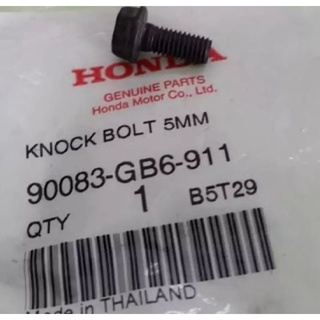 HONDA
GENUINE PARTS
Honda Motor Co., Ltd.
KNOCK BOLT 5MM
90083-GB6-911
QTY 1 B5T29
Made in THAILAND